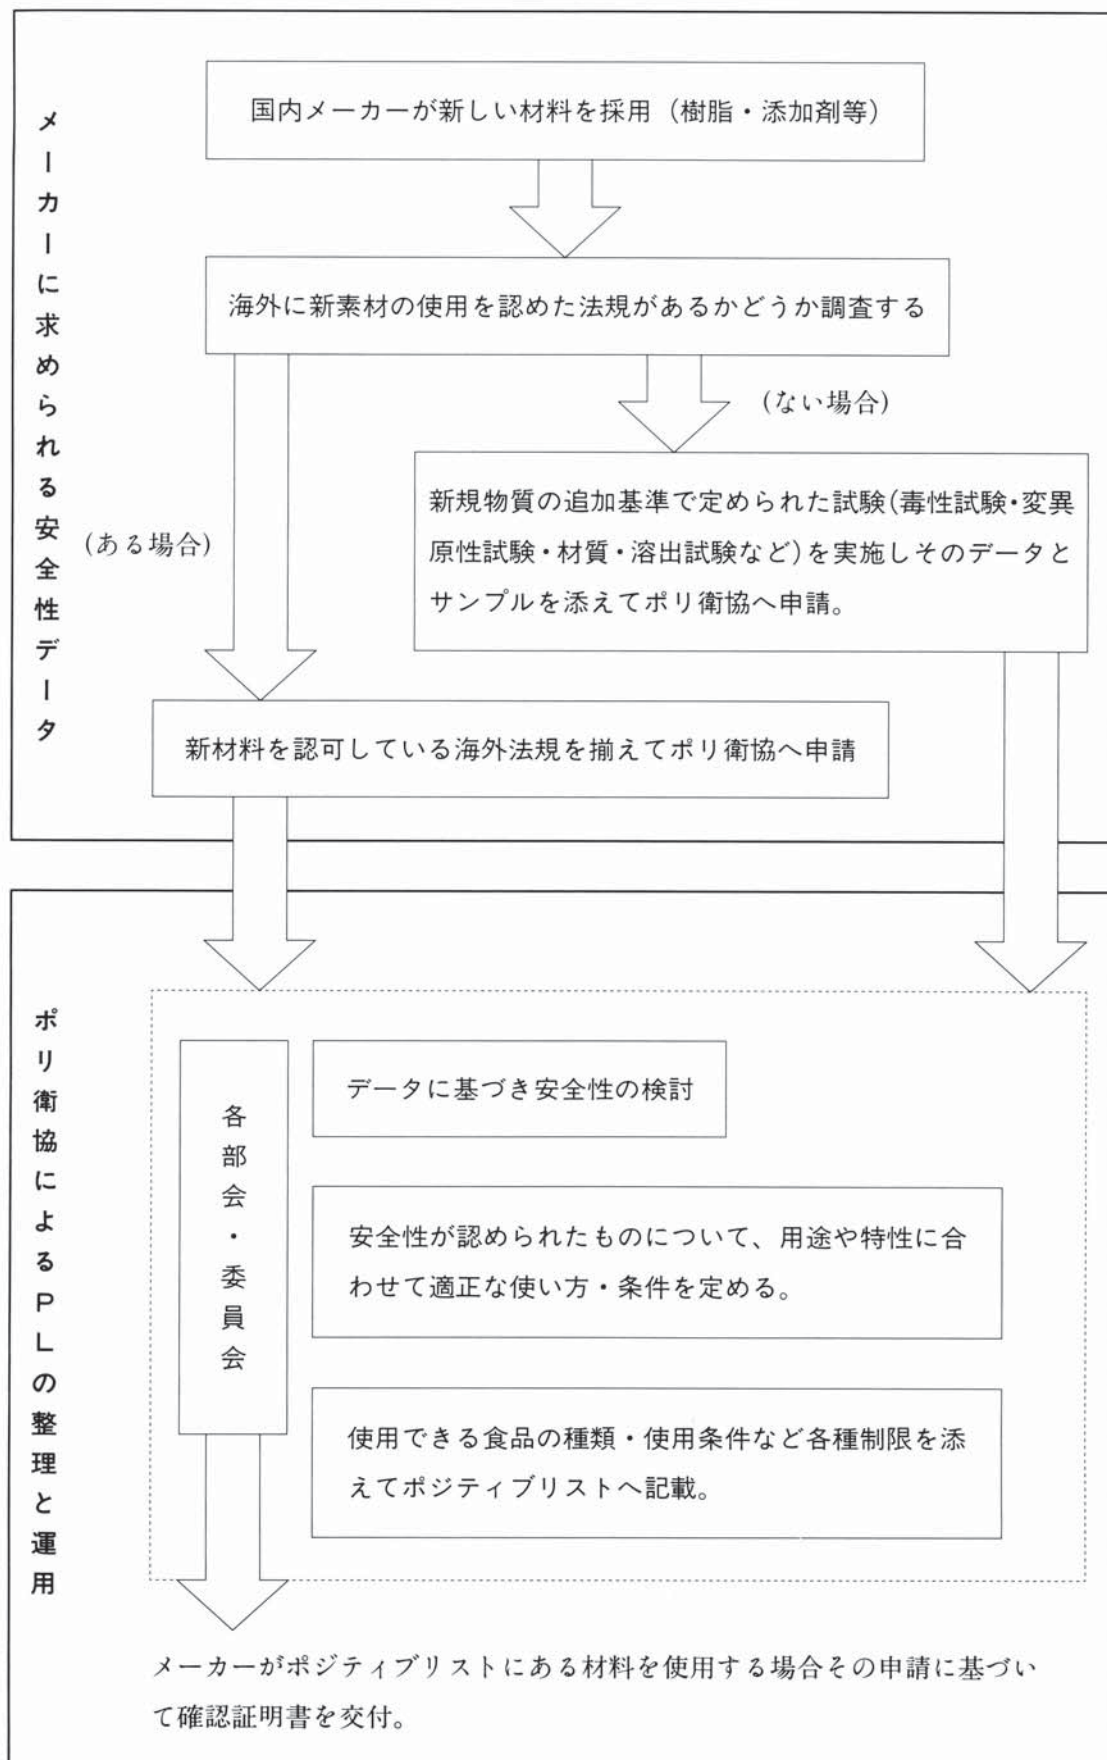 メーカーに求められる安全性データ
国内メーカーが新しい材料を採用（樹脂・添加剤等）
海外に新素材の使用を認めた法規があるかどうか調査する
(ない場合)
(ある場合)
新規物質の追加基準で定められた試験(毒性試験・変異
原性試験・材質・溶出試験など)を実施しそのデータと
サンプルを添えてポリ衛協へ申請。
新材料を認可している海外法規を揃えてポリ衛協へ申請
ポリ衛協によるPLの整理と運用
各部会・委員会
データに基づき安全性の検討
安全性が認められたものについて、用途や特性に合
わせて適正な使い方・条件を定める。
使用できる食品の種類・使用条件など各種制限を添
えてポジティブリストへ記載。
メーカーがポジティブリストにある材料を使用する場合その申請に基づい
て確認証明書を交付。